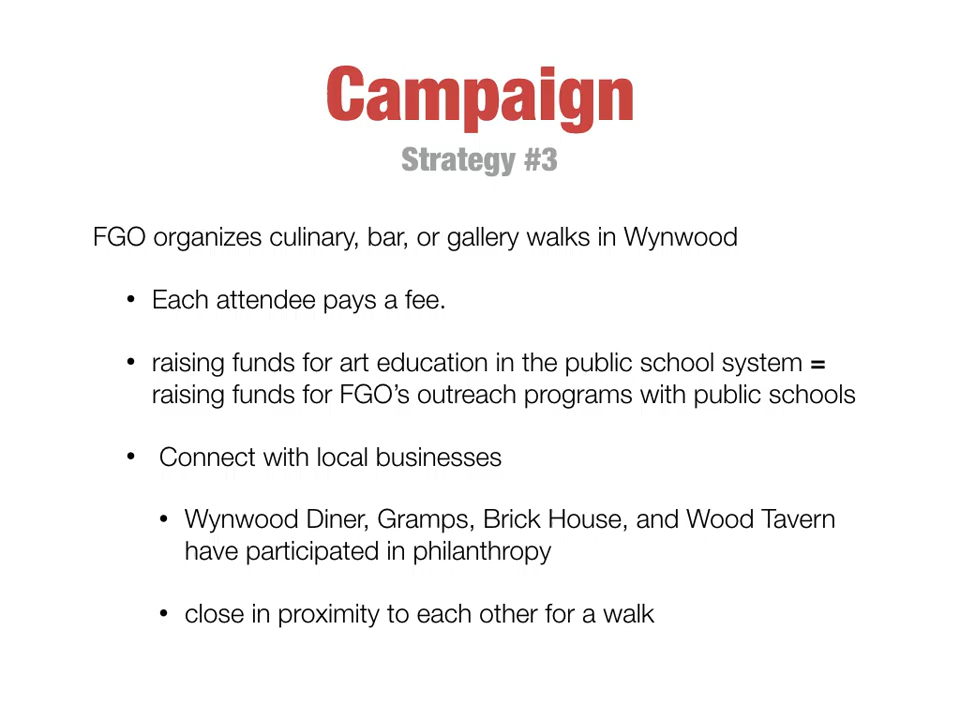 Campaign
Strategy #3
FGO organizes culinary, bar, or gallery walks in Wynwood
• Each attendee pays a fee.
• raising funds for art education in the public school system =
raising funds for FGO’s outreach programs with public schools
• Connect with local businesses
• Wynwood Diner, Gramps, Brick House, and Wood Tavern
have participated in philanthropy
• close in proximity to each other for a walk